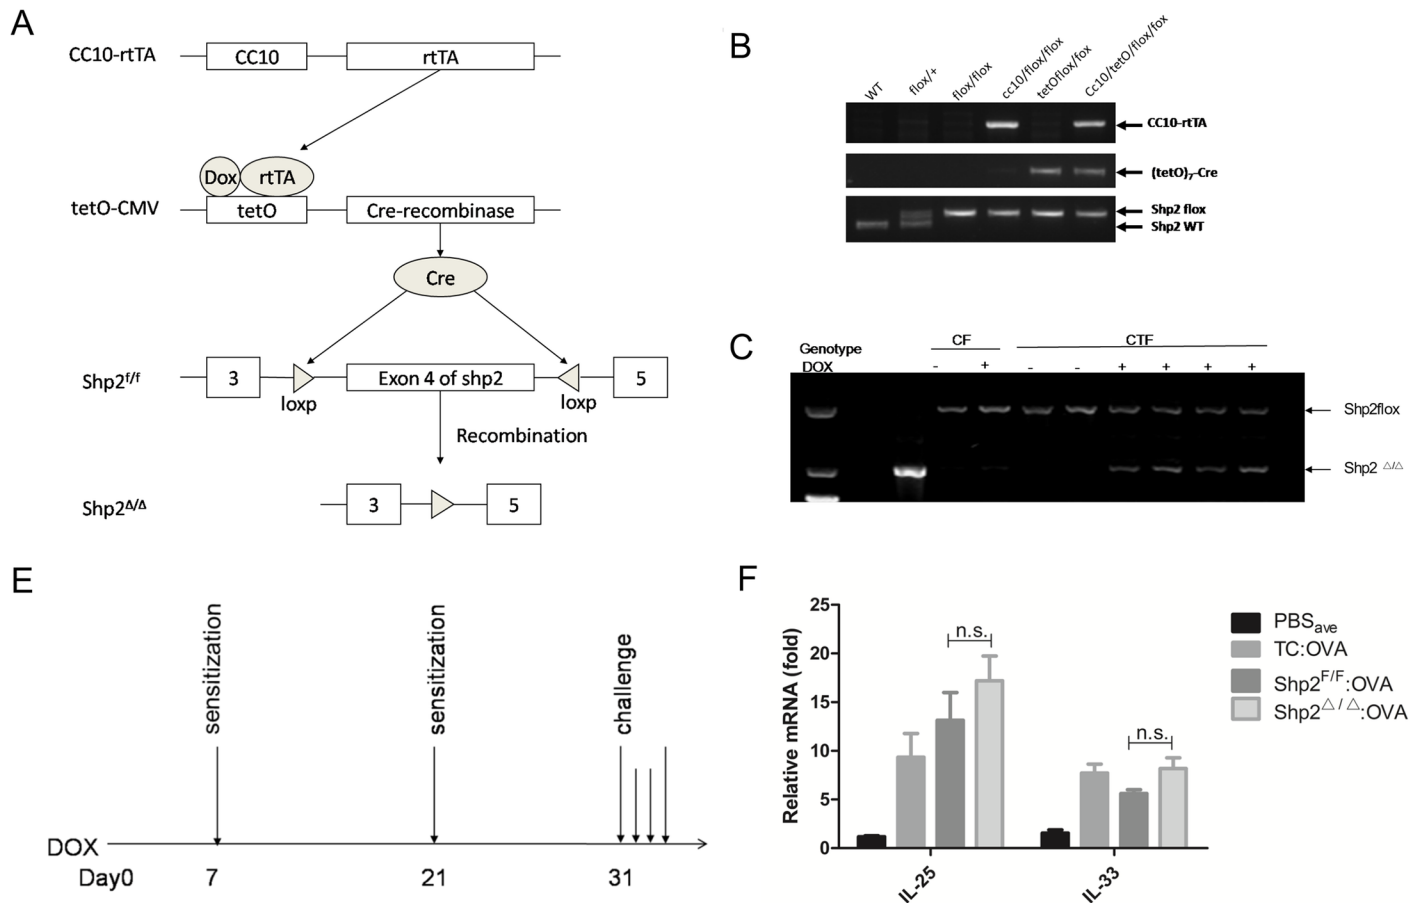 A
CC10-rtTA
CC10
rtTA
Dox
rtTA
tetO-CMV
tetO
Cre-recombinase
Cre
Shp2f/f
3
Exon 4 of shp2
5
loxp
loxp
Recombination
Shp2Δ/Δ
3
5
B
WT
flox/+
flox/flox
cc10/flox/flox
tetOflox/fox
Cc10/tetO/flox/fox
CC10-rtTA
(tetO)7-Cre
Shp2 flox
Shp2 WT
C
Genotype
CF
CTF
DOX
- + - - + + + +
Shp2flox
Shp2 △/△
E
sensitization
sensitization
challenge
DOX
Day0 7 21 31
F
Relative mRNA (fold)
25
20
15
10
5
0
n.s.
n.s.
IL-25
IL-33
PBSave
TC:OVA
Shp2F/F:OVA
Shp2△/△:OVA